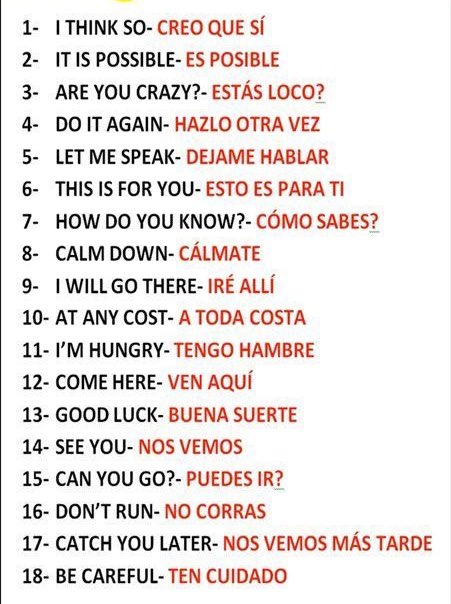 1- I THINK SO- CREO QUE SÍ
2- IT IS POSSIBLE- ES POSIBLE
3- ARE YOU CRAZY?- ESTÁS LOCO?
4- DO IT AGAIN- HAZLO OTRA VEZ
5- LET ME SPEAK- DEJAME HABLAR
6- THIS IS FOR YOU- ESTO ES PARA TI
7- HOW DO YOU KNOW?- CÓMO SABES?
8- CALM DOWN- CÁLMATE
9- I WILL GO THERE- IRÉ ALLÍ
10- AT ANY COST- A TODA COSTA
11- I'M HUNGRY- TENGO HAMBRE
12- COME HERE- VEN AQUÍ
13- GOOD LUCK- BUENA SUERTE
14- SEE YOU- NOS VEMOS
15- CAN YOU GO?- PUEDES IR?
16- DON'T RUN- NO CORRAS
17- CATCH YOU LATER- NOS VEMOS MÁS TARDE
18- BE CAREFUL- TEN CUIDADO